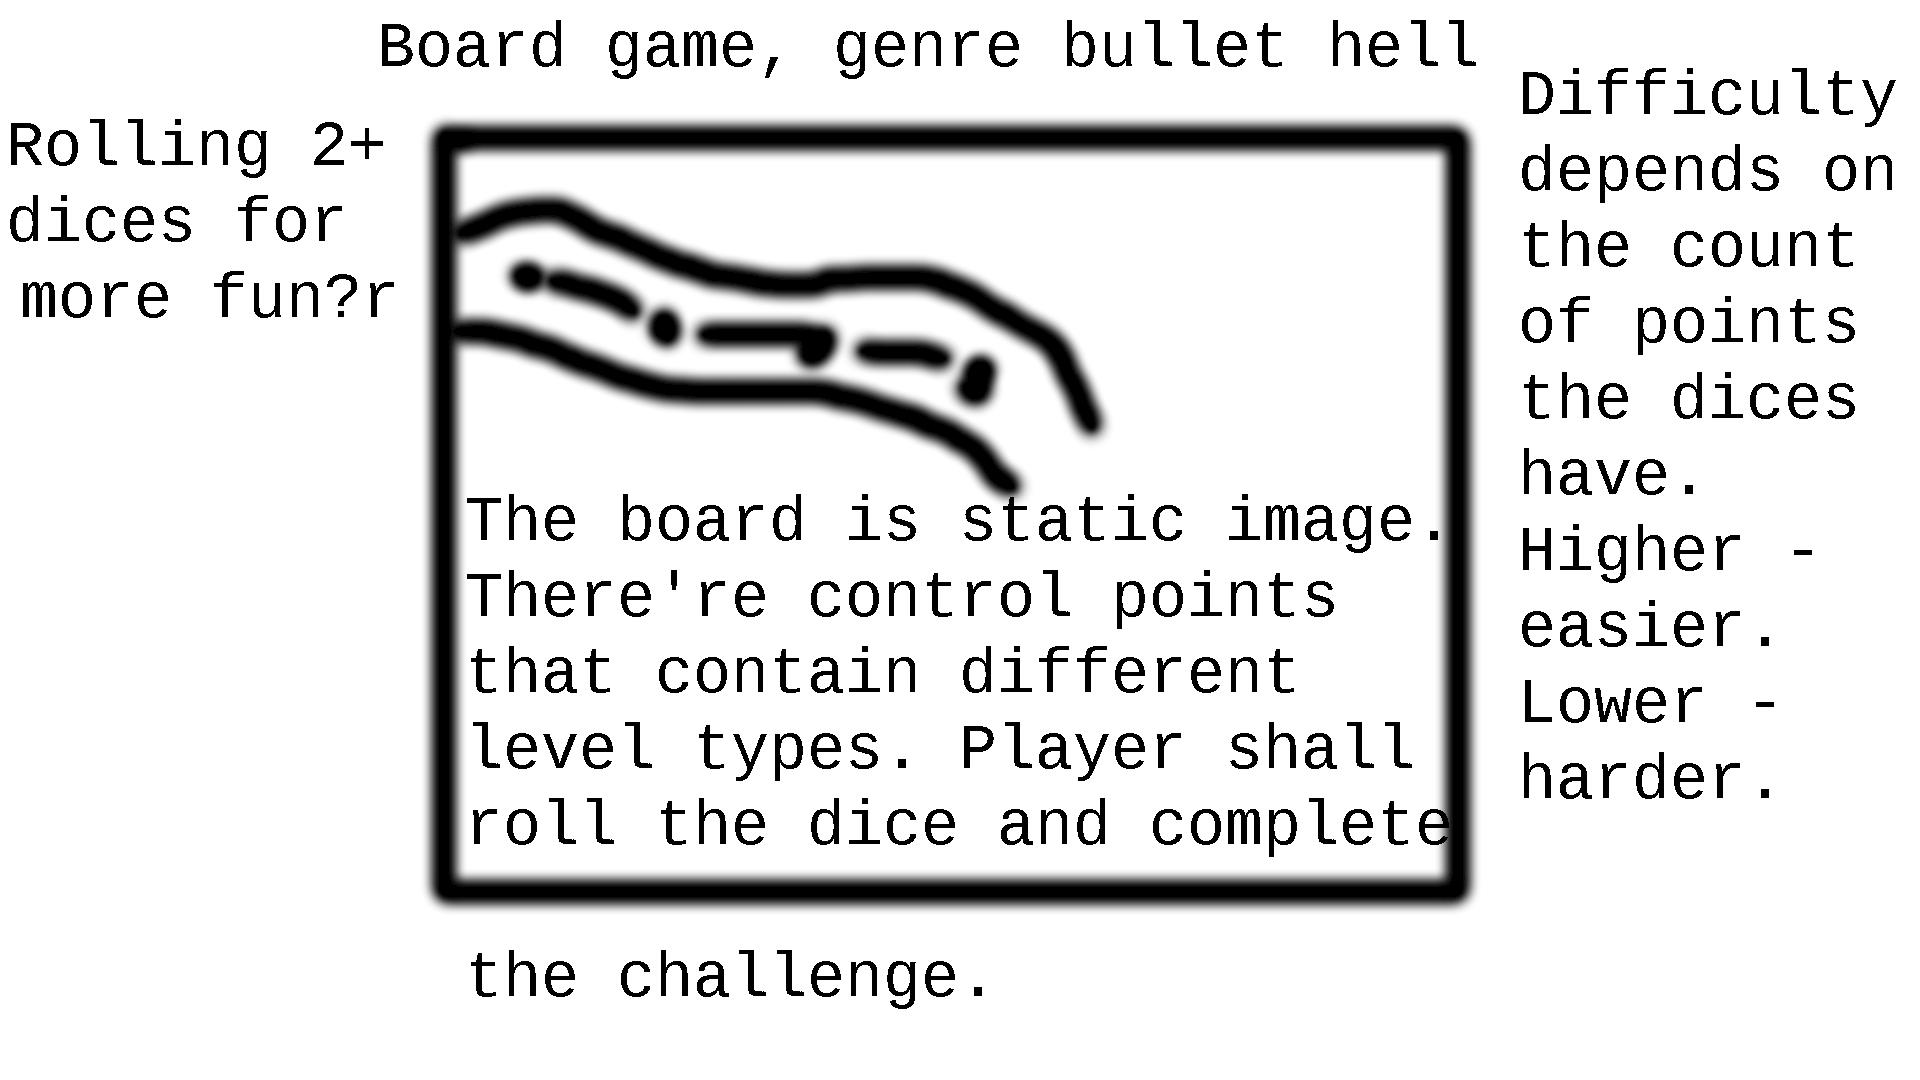 Board game, genre bullet hell
Rolling 2+
dices for
more fun?r
The board is static image.
There're control points
that contain different
level types. Player shall
roll the dice and complete
the challenge.
Difficulty
depends on
the count
of points
the dices
have.
Higher -
easier.
Lower -
harder.